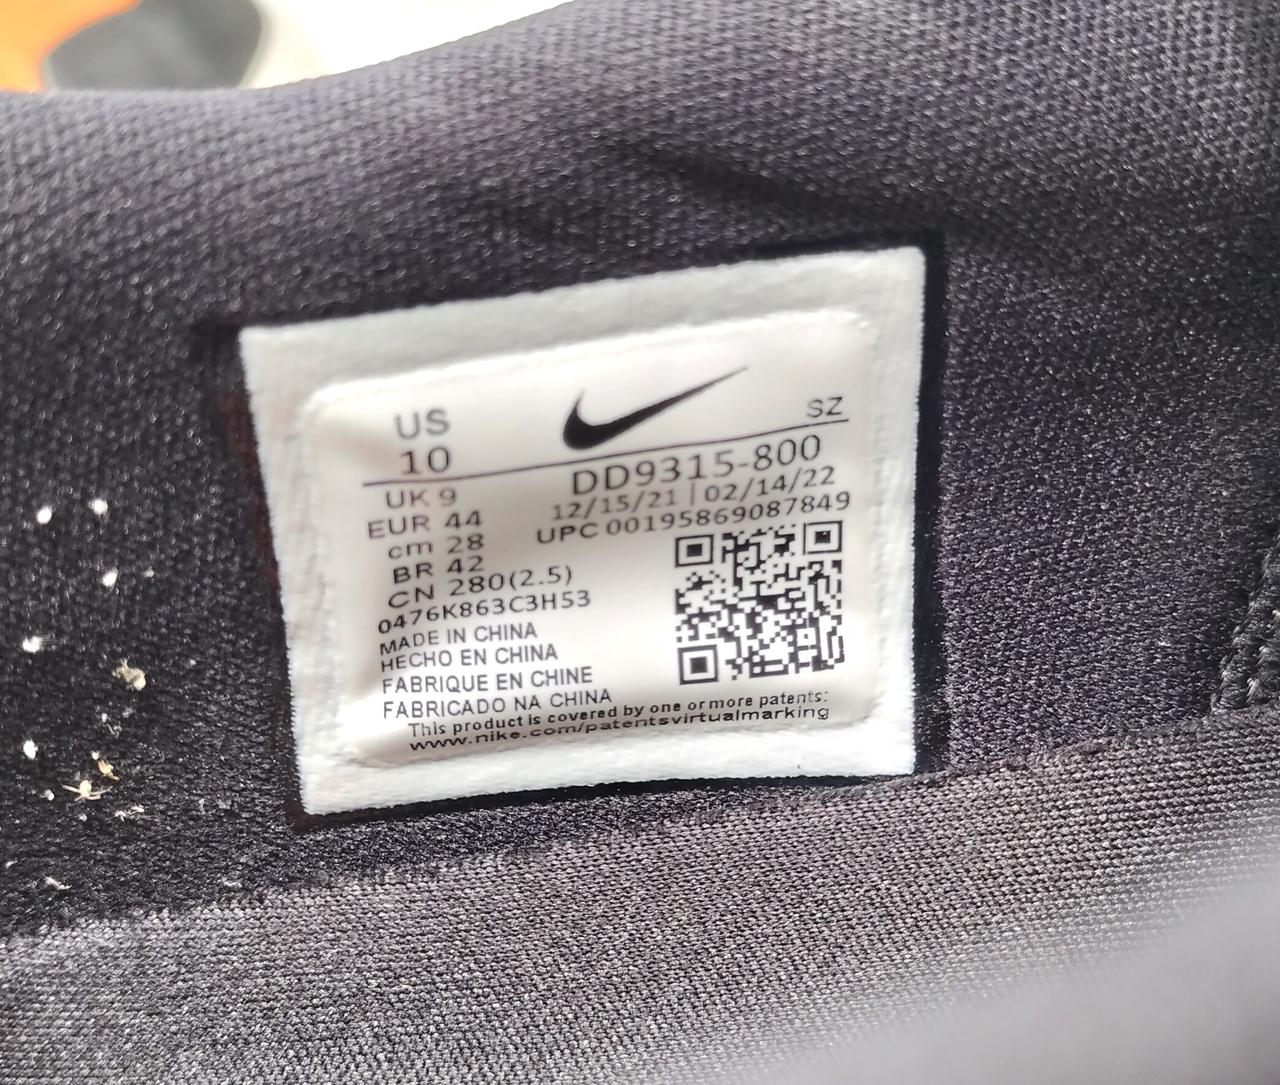 US
10
SZ
UK 9
DD9315-800
EUR 44
12/15/21 | 02/14/22
cm 28
UPC 00195869087849
BR 42
CN 280(2.5)
0476K863C3H53
MADE IN CHINA
HECHO EN CHINA
FABRIQUE EN CHINE
FABRICADO NA CHINA
This product is covered by one or more patents:
www.nike.com/patentsvirtualmarking